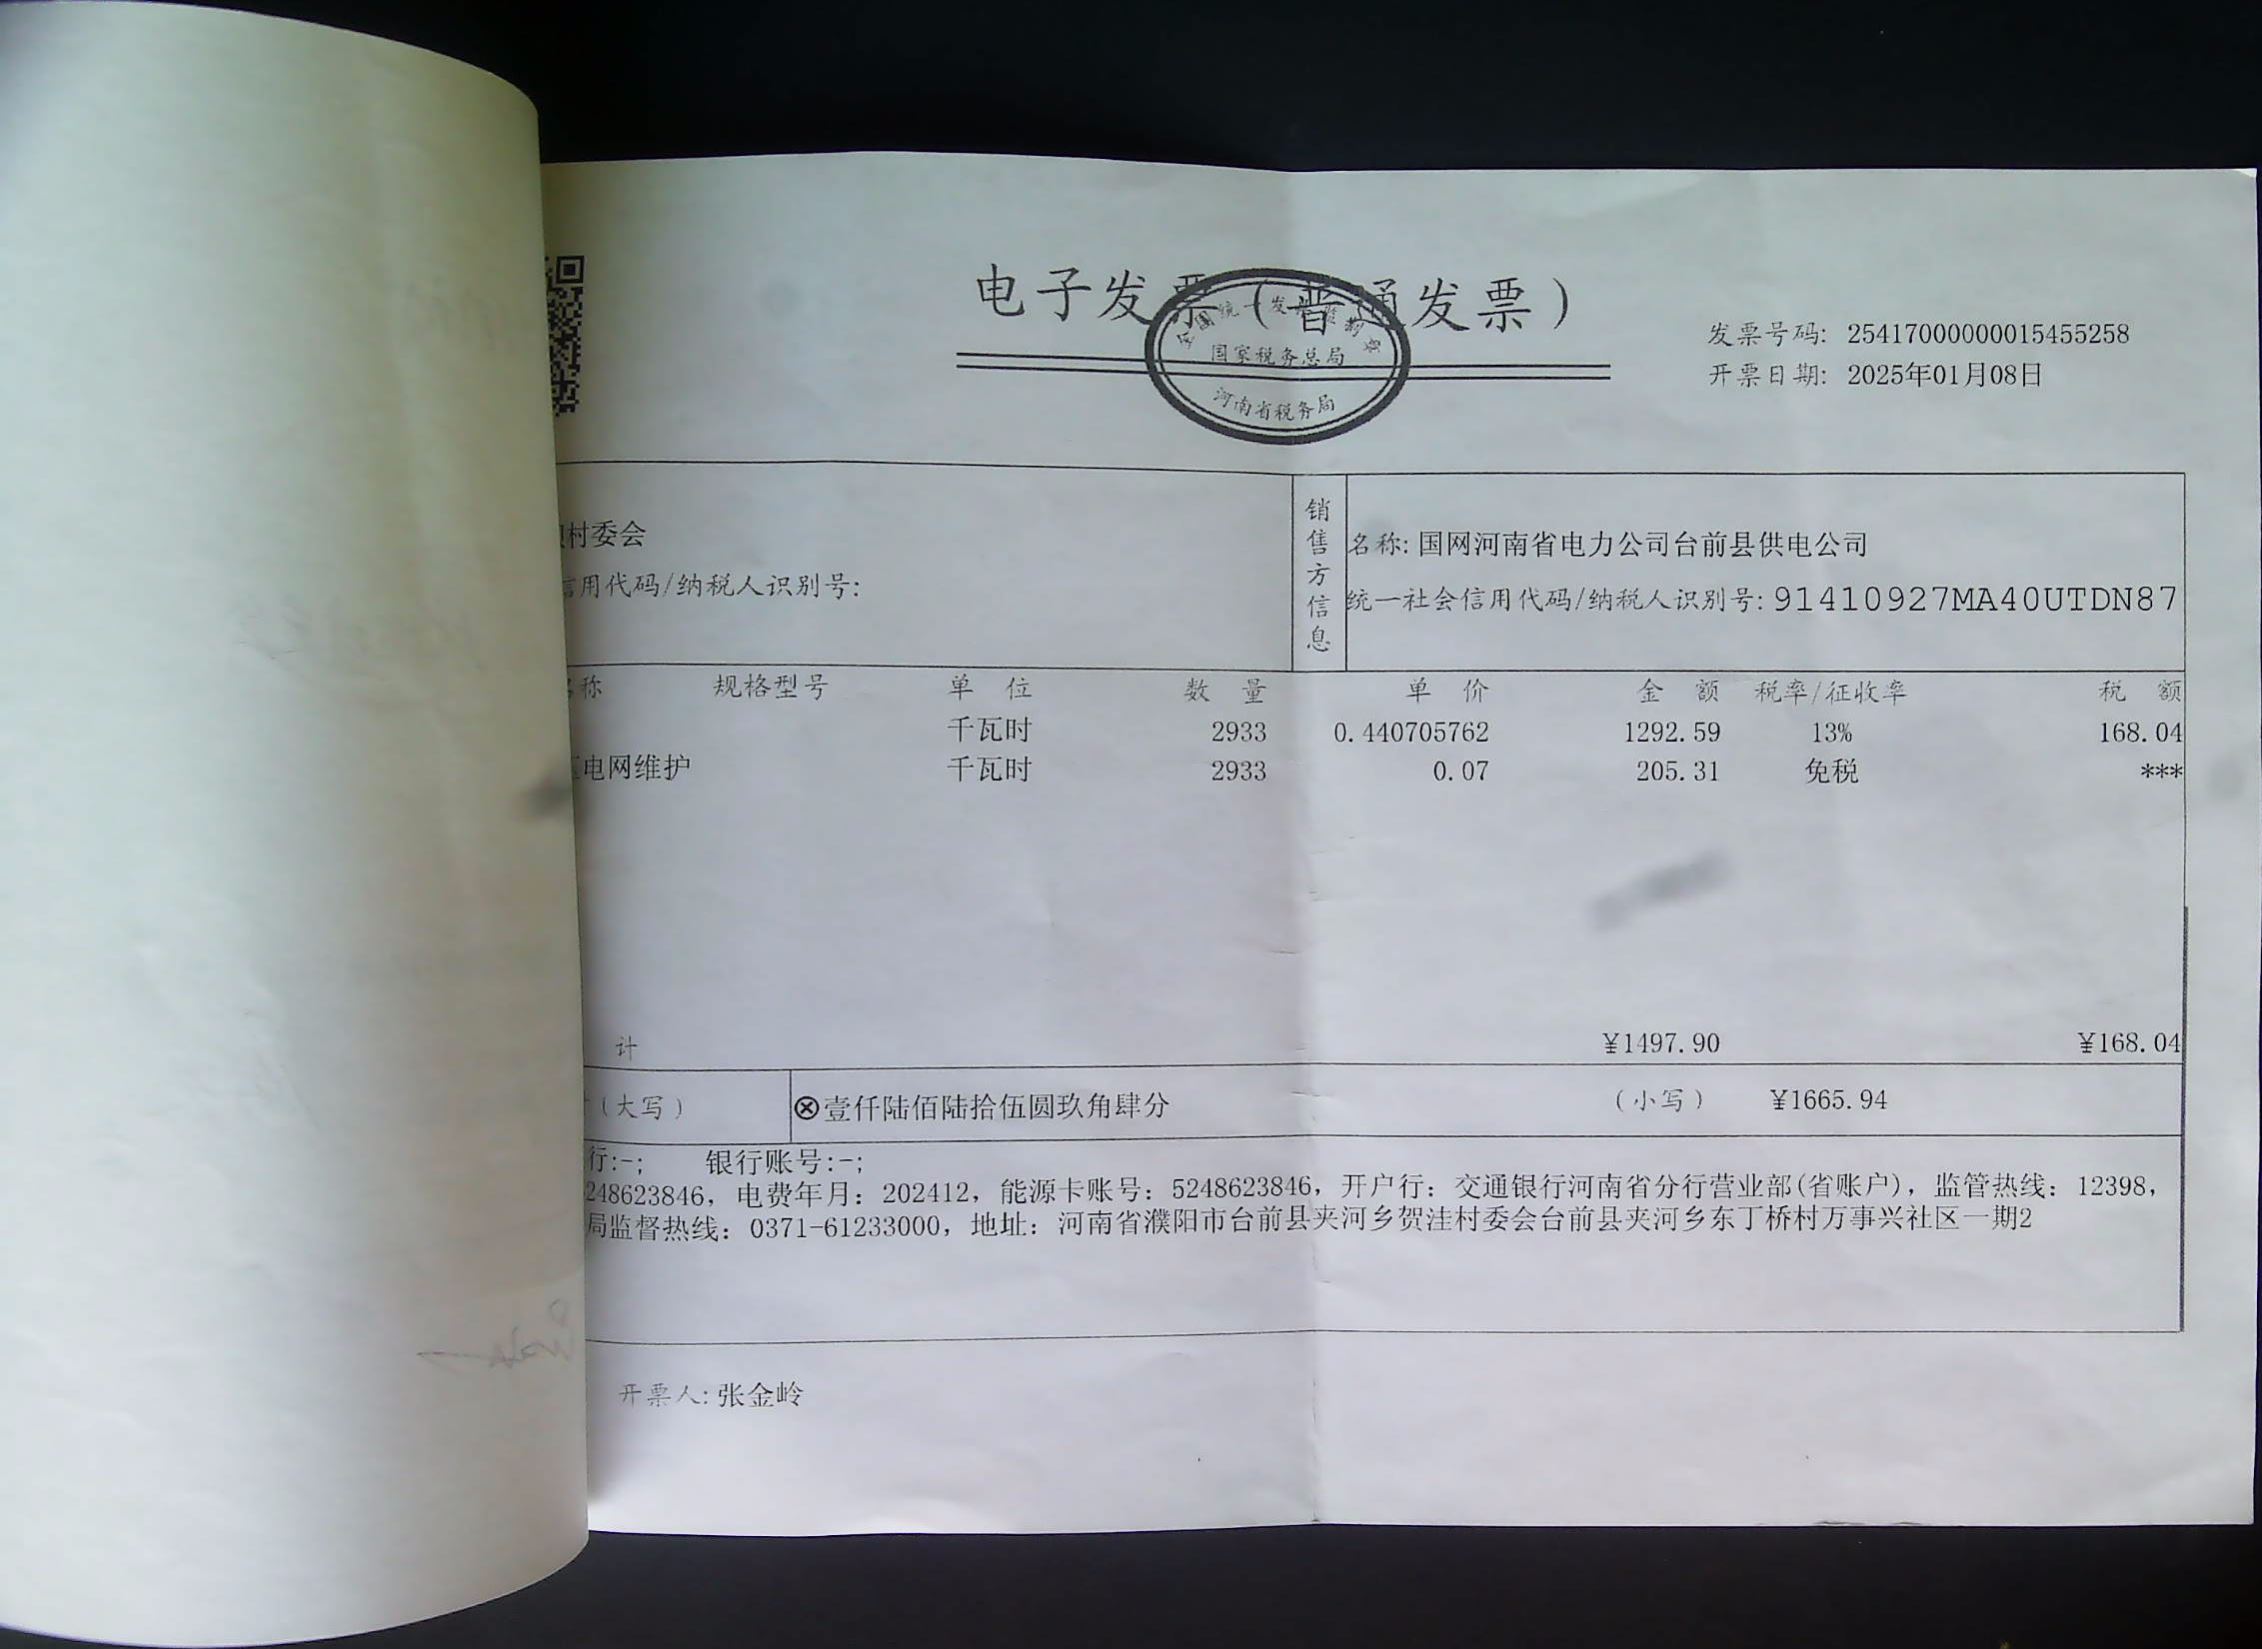 电子发票（普通发票）
全国统一发票监制章
国家税务总局
河南省税务局
发票号码: 25417000000015455258
开票日期: 2025年01月08日
村委会
信用代码/纳税人识别号:
销售方信息
名称: 国网河南省电力公司台前县供电公司
统一社会信用代码/纳税人识别号: 91410927MA40UTDN87
称 规格型号 单位 数量 单价 金额 税率/征收率 税额
千瓦时 2933 0.440705762 1292.59 13% 168.04
电网维护 千瓦时 2933 0.07 205.31 免税 ***
计 ¥1497.90 ¥168.04
（大写） ⊗壹仟陆佰陆拾伍圆玖角肆分 （小写） ¥1665.94
行:-; 银行账号:-;
248623846, 电费年月: 202412, 能源卡账号: 5248623846, 开户行: 交通银行河南省分行营业部(省账户), 监管热线: 12398,
局监督热线: 0371-61233000, 地址: 河南省濮阳市台前县夹河乡贺洼村委会台前县夹河乡东丁桥村万事兴社区一期2
开票人: 张金岭